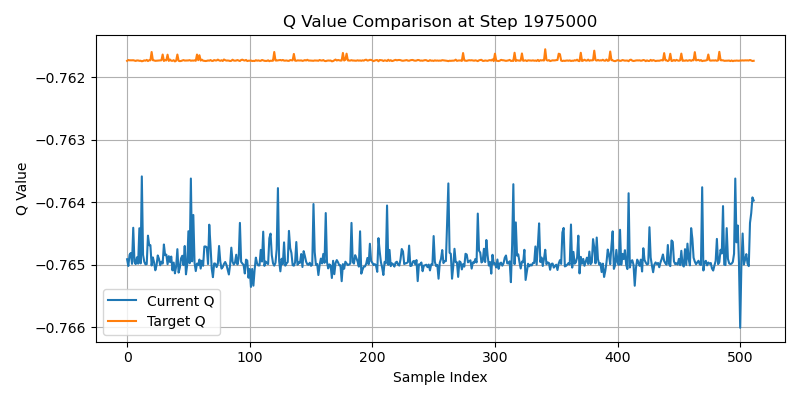 Q Value Comparison at Step 1975000
Q Value
−0.762
−0.763
−0.764
−0.765
−0.766
Current Q
Target Q
0
100
200
300
400
500
Sample Index